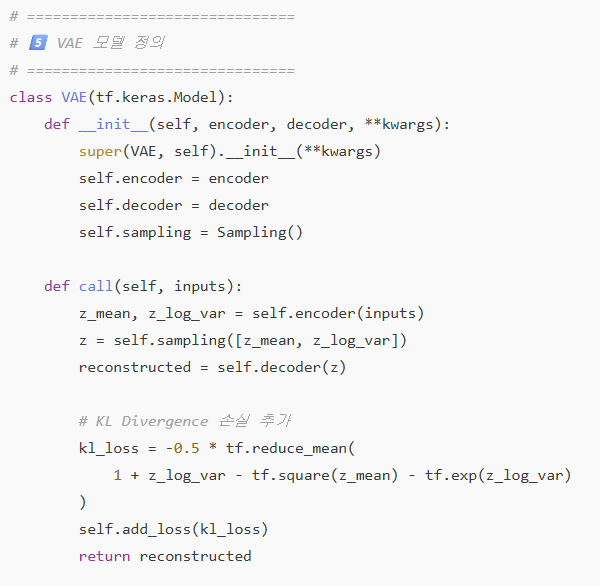 # ===============================
# 5️⃣ VAE 모델 정의
# ===============================
class VAE(tf.keras.Model):
    def __init__(self, encoder, decoder, **kwargs):
        super(VAE, self).__init__(**kwargs)
        self.encoder = encoder
        self.decoder = decoder
        self.sampling = Sampling()

    def call(self, inputs):
        z_mean, z_log_var = self.encoder(inputs)
        z = self.sampling([z_mean, z_log_var])
        reconstructed = self.decoder(z)

        # KL Divergence 손실 추가
        kl_loss = -0.5 * tf.reduce_mean(
            1 + z_log_var - tf.square(z_mean) - tf.exp(z_log_var)
        )
        self.add_loss(kl_loss)
        return reconstructed